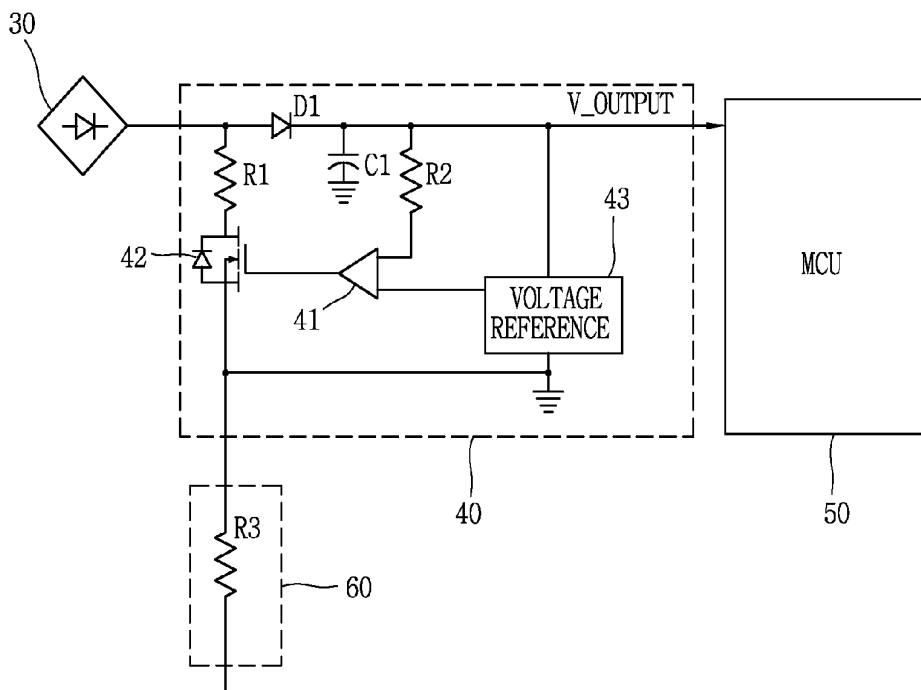 30
D1
V_OUTPUT
R1
C1
R2
43
42
41
VOLTAGE
REFERENCE
MCU
40
50
R3
60